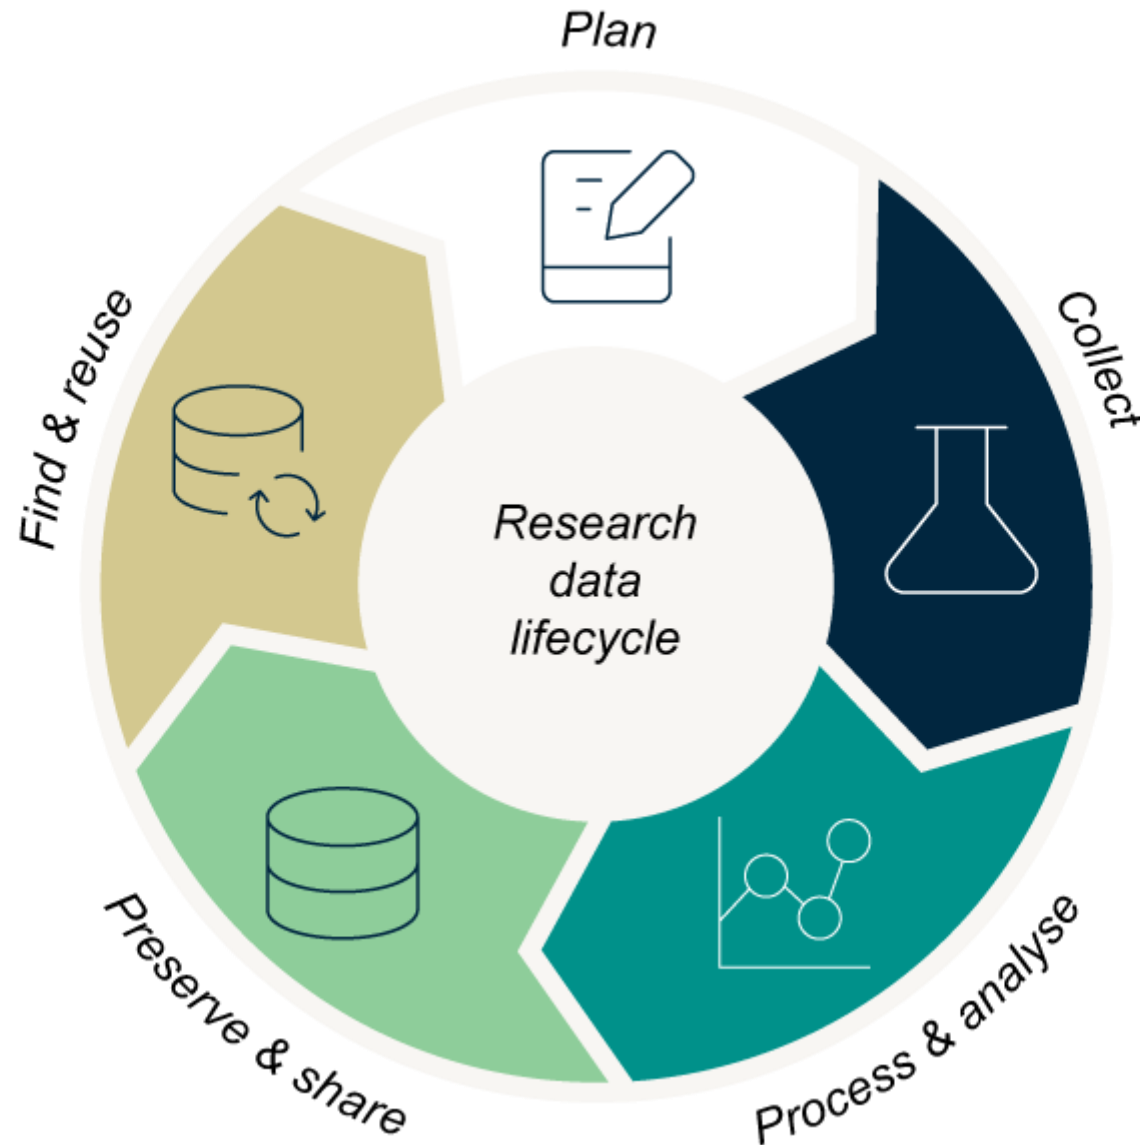 Plan
Collect
Process & analyse
Preserve & share
Find & reuse
Research
data
lifecycle